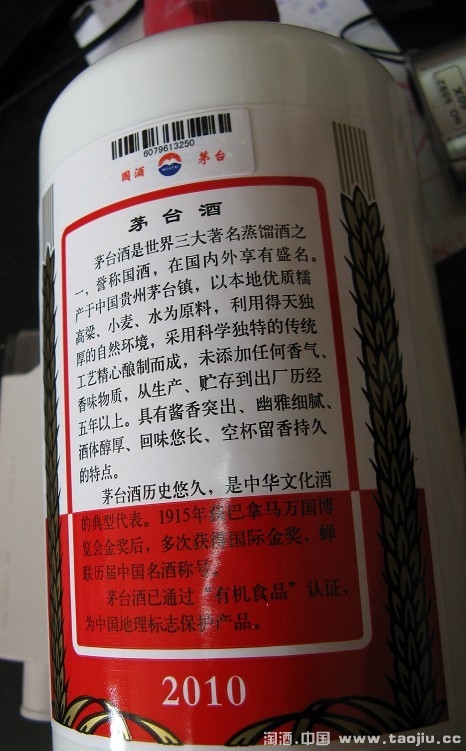 6079613250
国酒 茅台
茅台酒
茅台酒是世界三大著名蒸馏酒之
一，誉称国酒，在国内外享有盛名。
产于中国贵州茅台镇，以本地优质糯
高粱、小麦、水为原料，利用得天独
厚的自然环境，采用科学独特的传统
工艺精心酿制而成，未添加任何香气、
香味物质，从生产、贮存到出厂历经
五年以上。具有酱香突出、幽雅细腻、
酒体醇厚、回味悠长、空杯留香持久
的特点。
茅台酒历史悠久，是中华文化酒
的典型代表。1915年获巴拿马万国博
览会金奖后，多次获得国际金奖、蝉
联历届中国名酒称号。
茅台酒已通过“有机食品”认证，
为中国地理标志保护产品。
2010
淘酒.中国 www.taojiu.cc